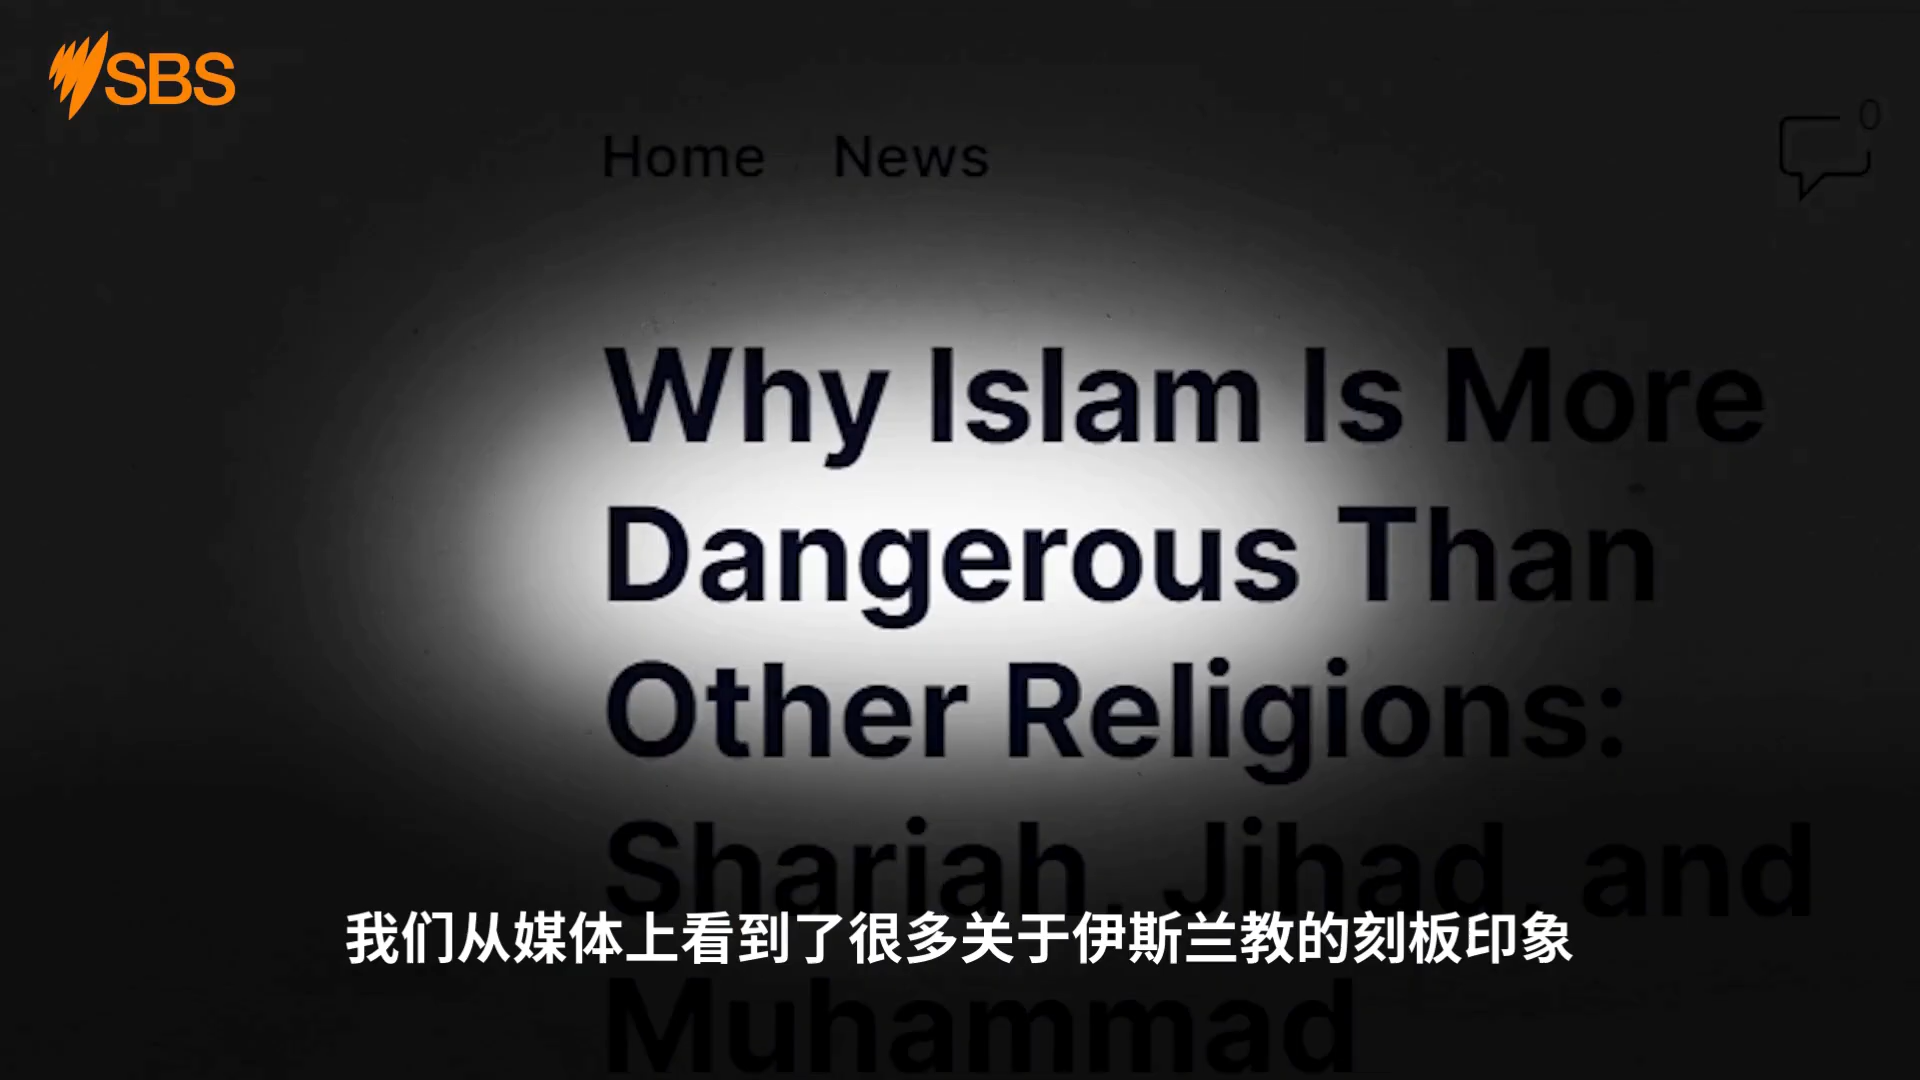 SBS
0
Home News
Why Islam Is More
Dangerous Than
Other Religions:
Shariah, Jihad, and
我们从媒体上看到了很多关于伊斯兰教的刻板印象
Muhammad